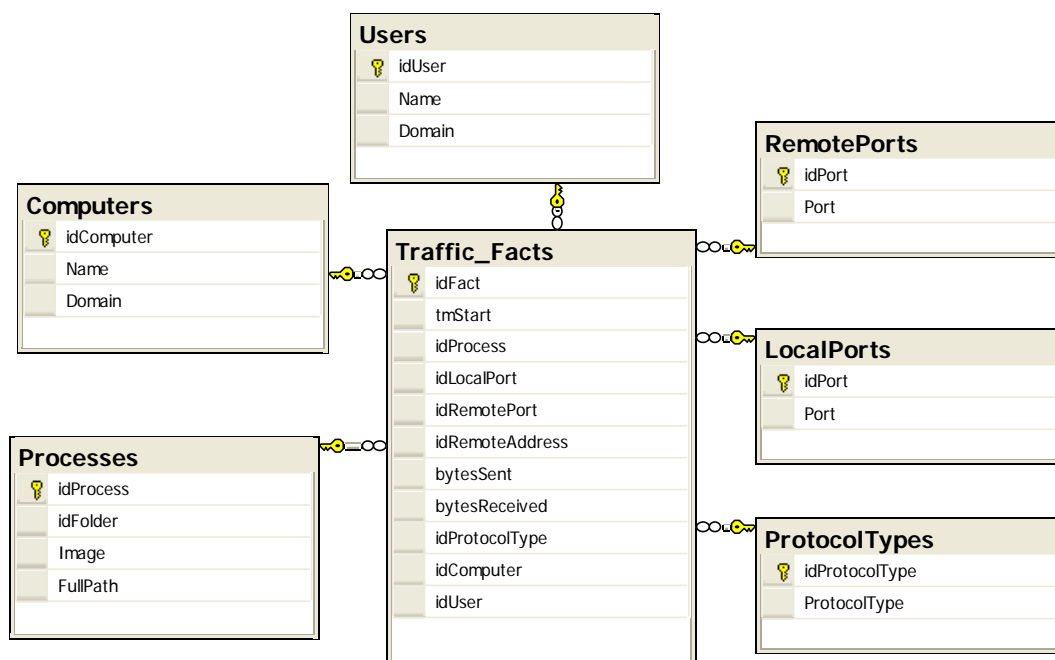 Users
idUser
Name
Domain
Computers
idComputer
Name
Domain
Processes
idProcess
idFolder
Image
FullPath
Traffic_Facts
idFact
tmStart
idProcess
idLocalPort
idRemotePort
idRemoteAddress
bytesSent
bytesReceived
idProtocolType
idComputer
idUser
RemotePorts
idPort
Port
LocalPorts
idPort
Port
ProtocolTypes
idProtocolType
ProtocolType